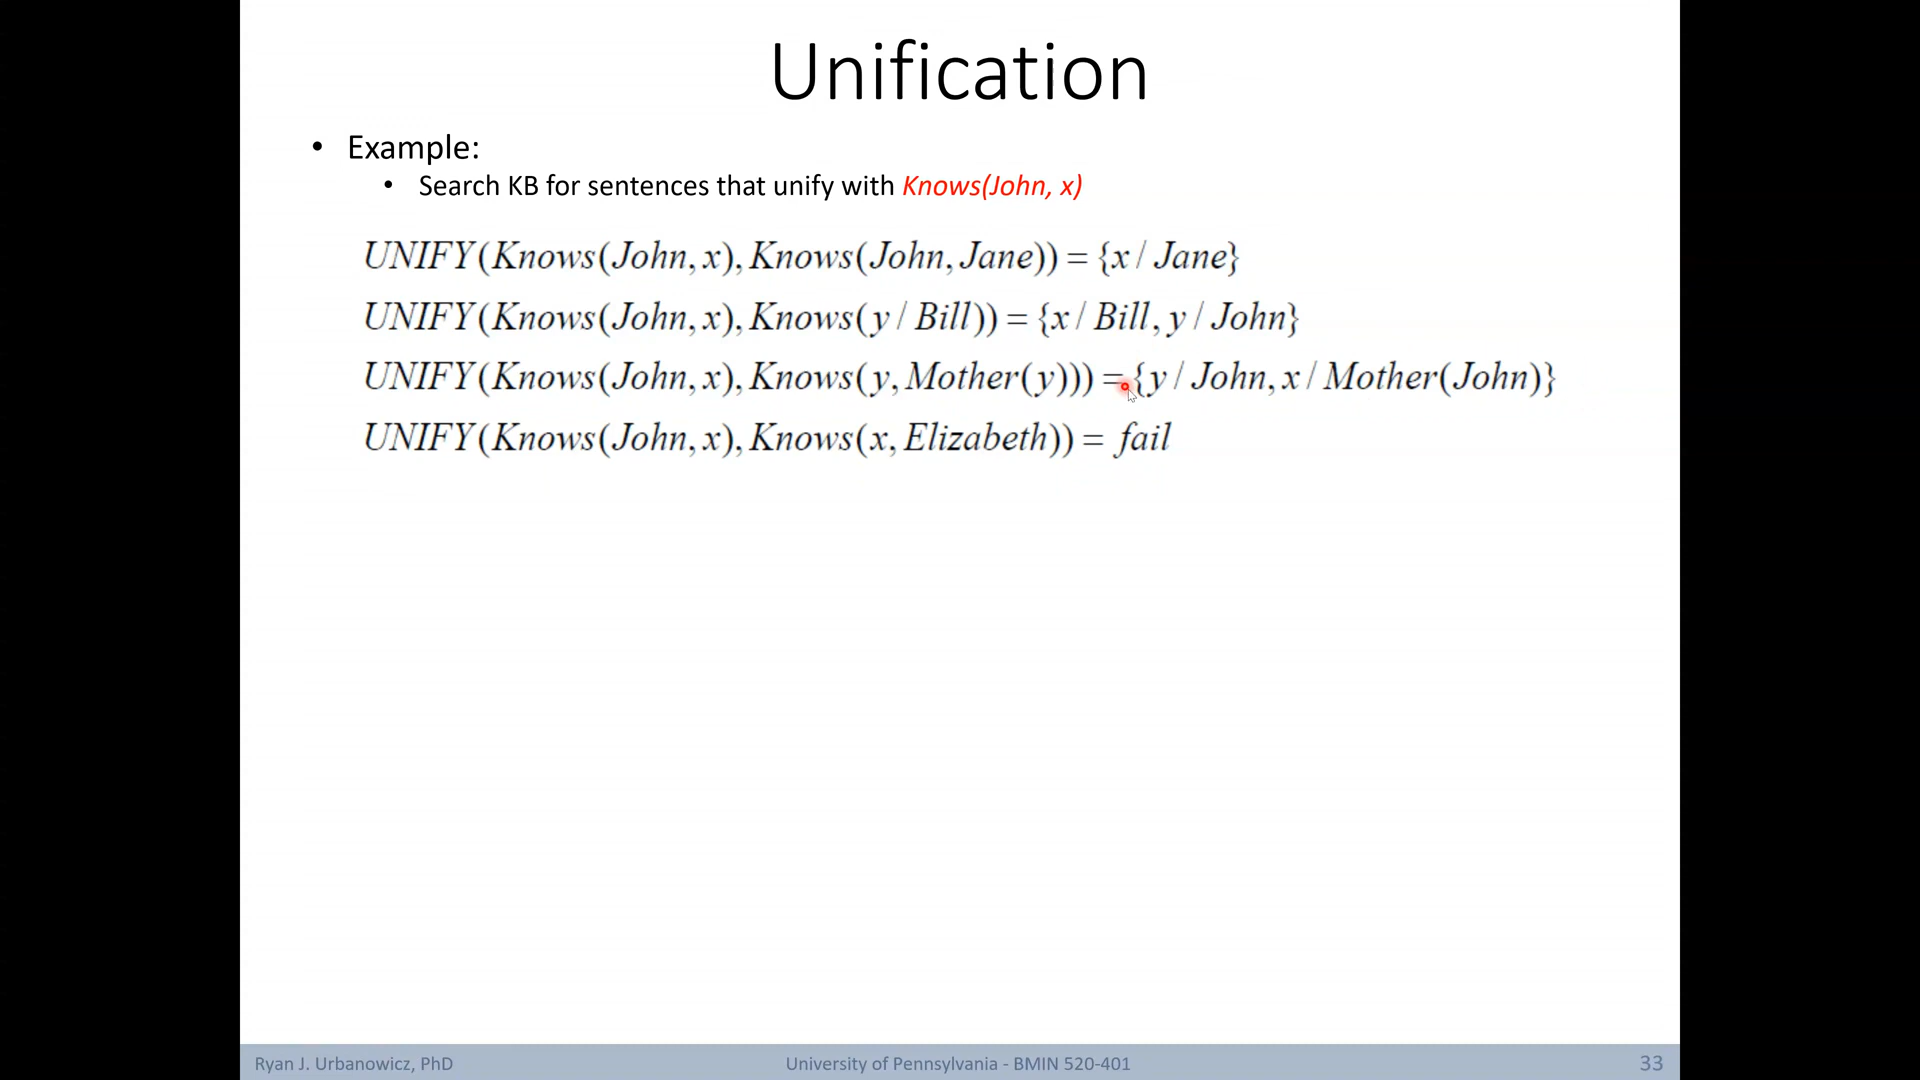 Unification
• Example:
• Search KB for sentences that unify with Knows(John, x)
UNIFY(Knows(John, x), Knows(John, Jane)) = {x / Jane}
UNIFY(Knows(John, x), Knows(y / Bill)) = {x / Bill, y / John}
UNIFY(Knows(John, x), Knows(y, Mother(y))) = {y / John, x / Mother(John)}
UNIFY(Knows(John, x), Knows(x, Elizabeth)) = fail
Ryan J. Urbanowicz, PhD University of Pennsylvania - BMIN 520-401 33